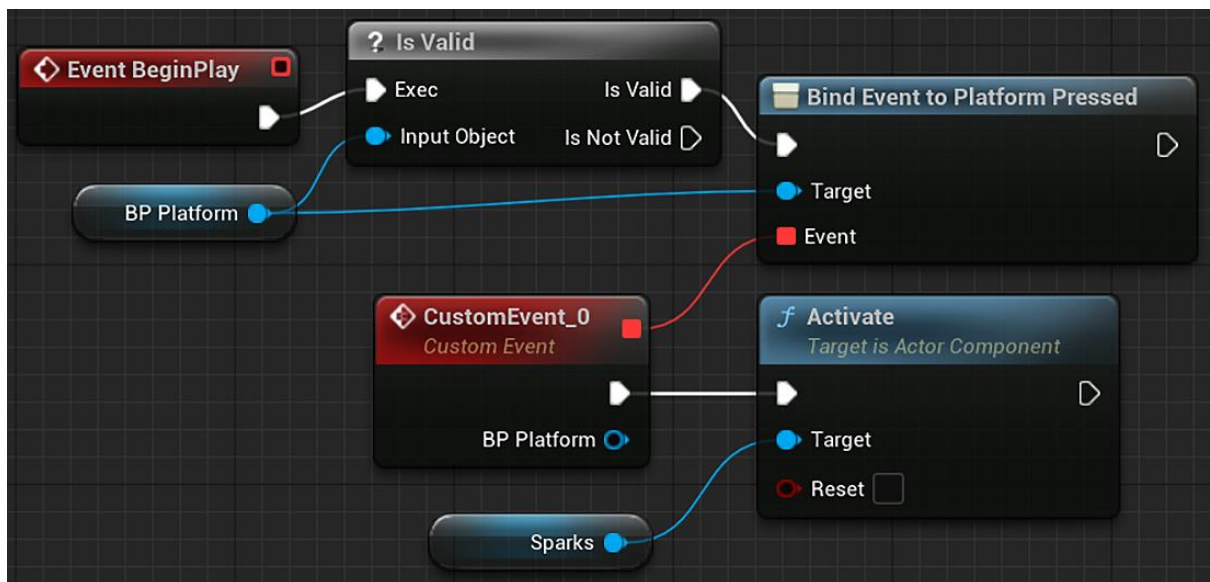 Event BeginPlay
? Is Valid
Exec
Is Valid
Input Object
Is Not Valid
BP Platform
Bind Event to Platform Pressed
Target
Event
CustomEvent_0
Custom Event
BP Platform
f Activate
Target is Actor Component
Target
Reset
Sparks